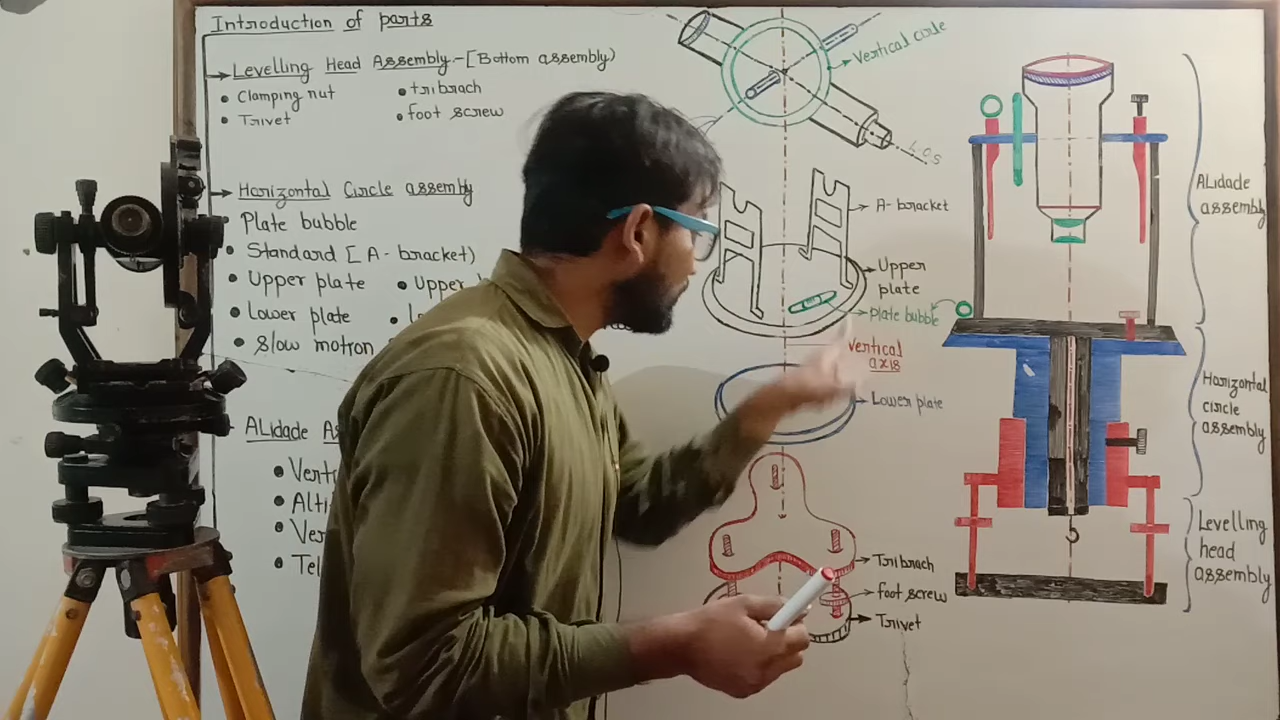 Introduction of parts
Levelling Head Assembly-[Bottom assembly)
• Clamping nut
• tribrach
• Trivet
• foot screw
Horizontal Circle assembly
Plate bubble
• Standard [A- bracket)
• Upper plate
• Upper
• Lower plate
• Slow motion
ALidade
Vertical circle
L.O.S
A-bracket
Upper
plate
Plate bubble
Vertical
axis
Lower plate
Tribrach
foot screw
Trivet
ALidade
assembly
Horizontal
circle
assembly
Levelling
head
assembly